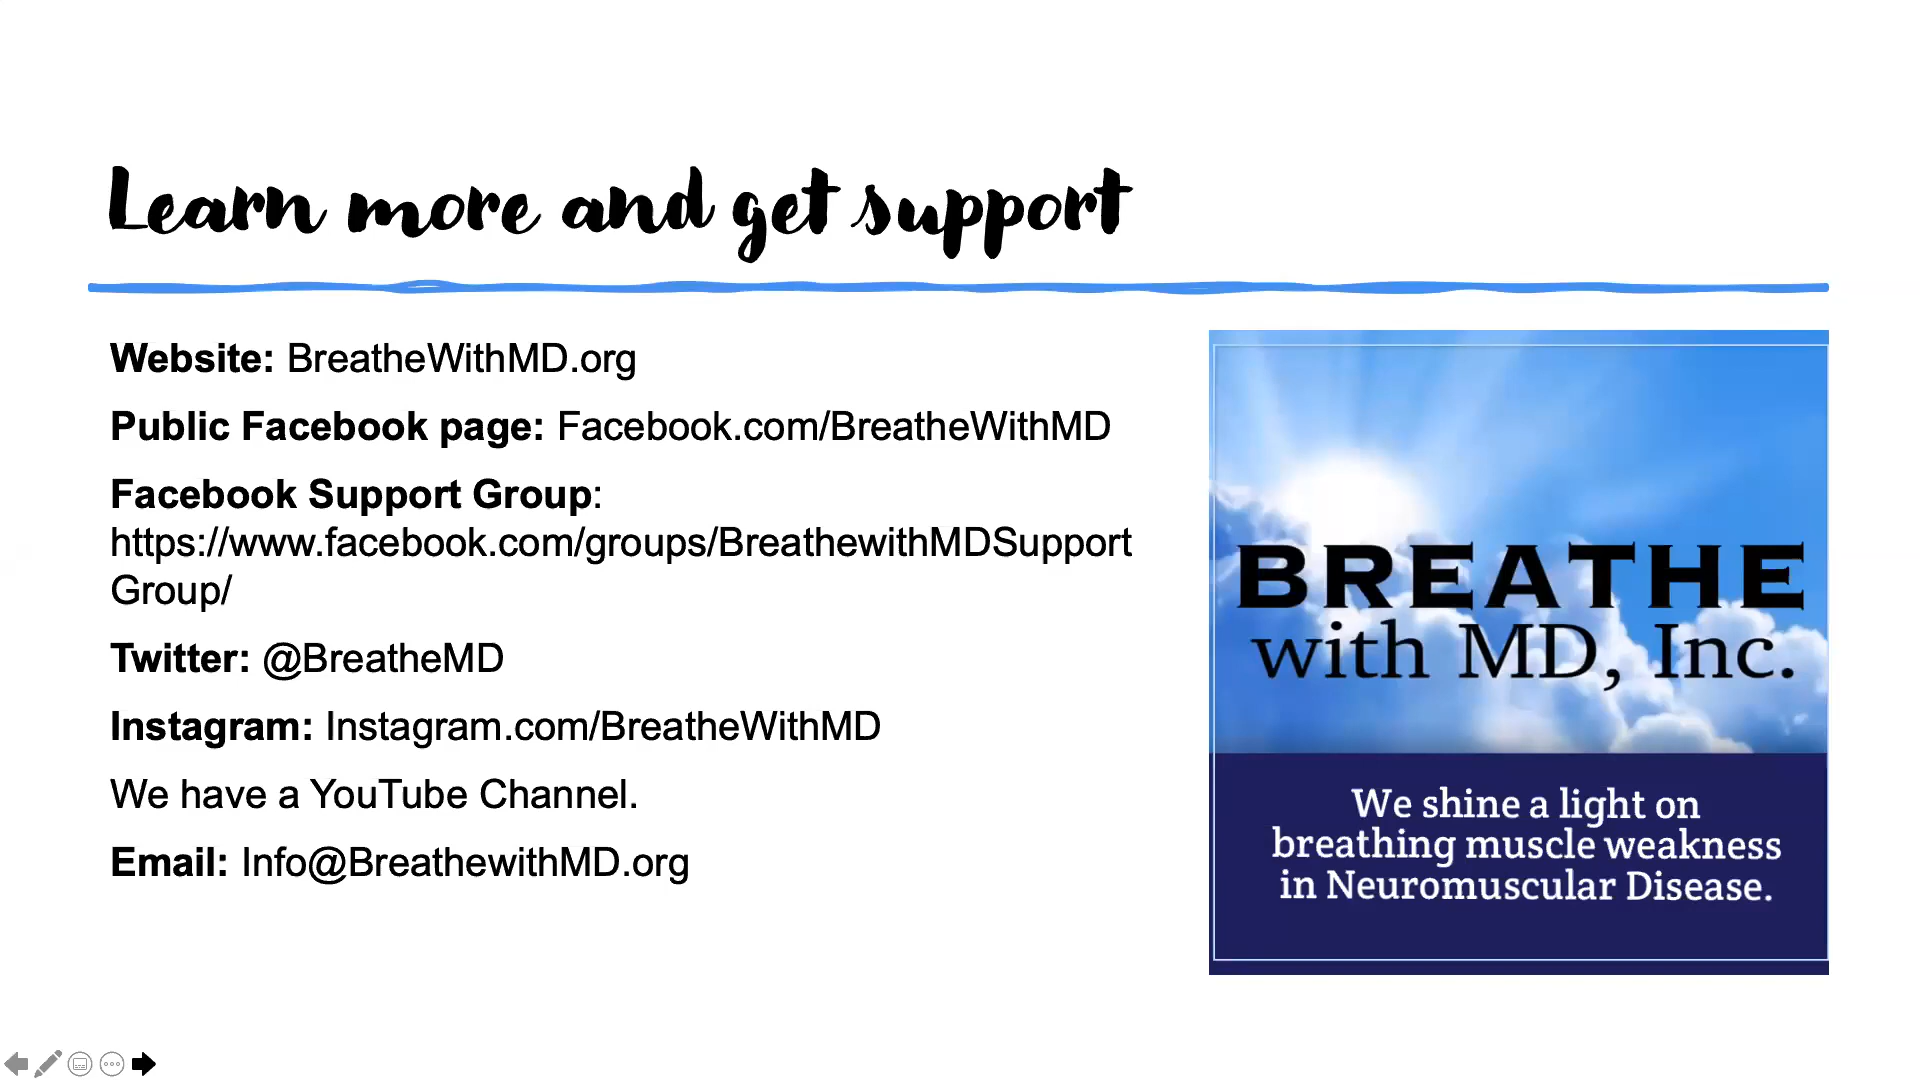 Learn more and get support
Website: BreatheWithMD.org
Public Facebook page: Facebook.com/BreatheWithMD
Facebook Support Group:
https://www.facebook.com/groups/BreathewithMDSupport
Group/
Twitter: @BreatheMD
Instagram: Instagram.com/BreatheWithMD
We have a YouTube Channel.
Email: Info@BreathewithMD.org
BREATHE
with MD, Inc.
We shine a light on
breathing muscle weakness
in Neuromuscular Disease.